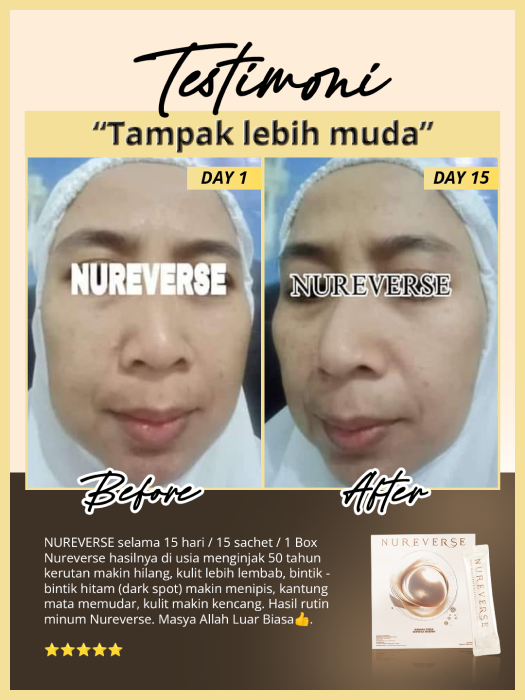 Testimoni
“Tampak lebih muda”
DAY 1
DAY 15
NUREVERSE
NUREVERSE
Before
After
NUREVERSE selama 15 hari / 15 sachet / 1 Box
Nureverse hasilnya di usia menginjak 50 tahun
kerutan makin hilang, kulit lebih lembab, bintik -
bintik hitam (dark spot) makin menipis, kantung
mata memudar, kulit makin kencang. Hasil rutin
minum Nureverse. Masya Allah Luar Biasa👍.
NUREVERSE
NUREVERSE